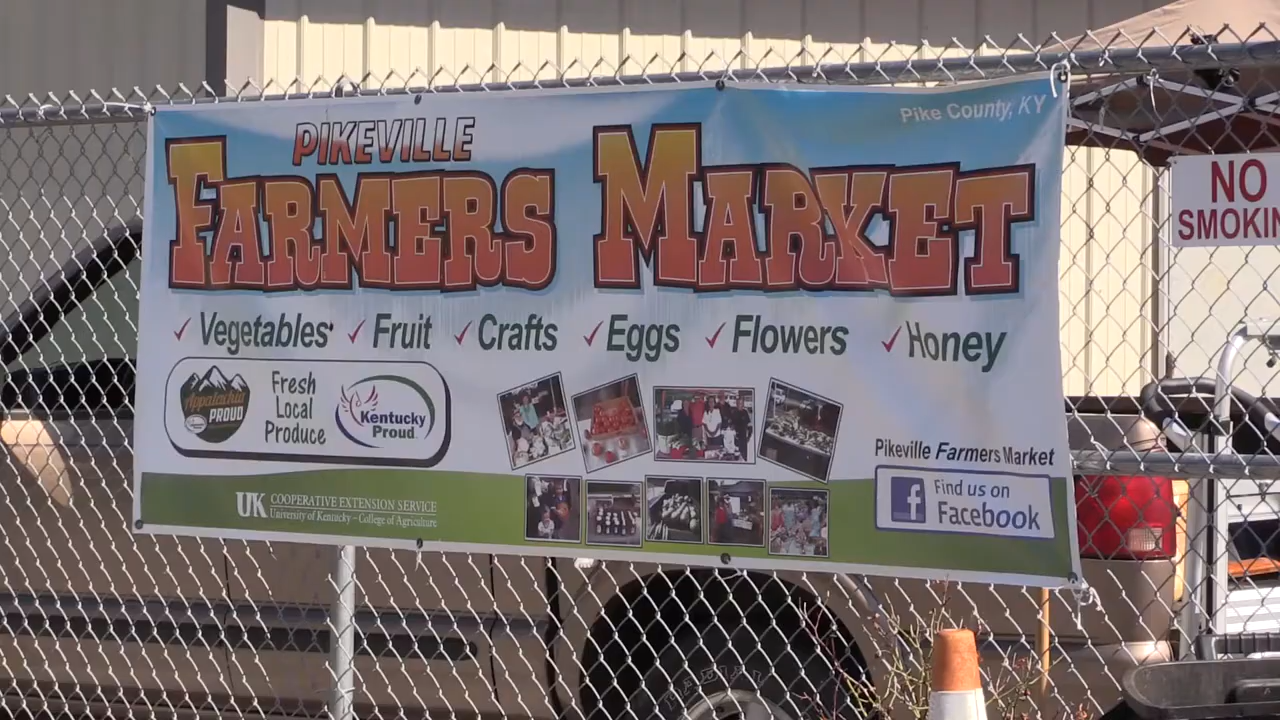 Pike County, KY
PIKEVILLE
FARMERS MARKET
✓ Vegetables ✓ Fruit ✓ Crafts ✓ Eggs ✓ Flowers ✓ Honey
Appalachia
PROUD
Fresh
Local
Produce
Kentucky
Proud
UK COOPERATIVE EXTENSION SERVICE
University of Kentucky – College of Agriculture
Pikeville Farmers Market
f Find us on
Facebook
NO
SMOKIN